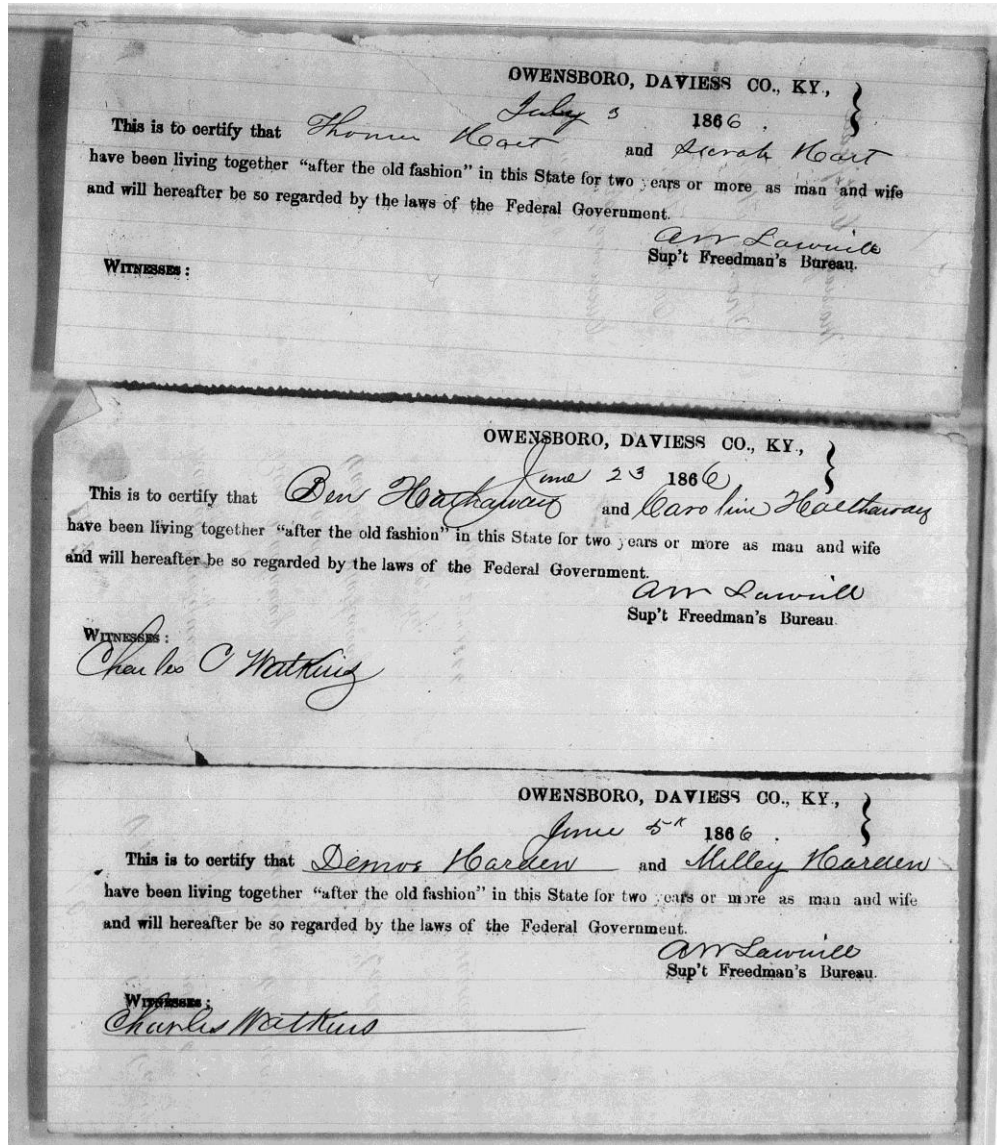 OWENSBORO, DAVIESS CO., KY.,
July 3 1866.
This is to certify that Thomas Hart and Sarah Hart
have been living together “after the old fashion” in this State for two years or more as man and wife
and will hereafter be so regarded by the laws of the Federal Government.
AW Lawwill
Sup't Freedman's Bureau.
WITNESSES:
OWENSBORO, DAVIESS CO., KY.,
June 23 1866
This is to certify that Ben Hathaway and Caroline Hathaway
have been living together “after the old fashion” in this State for two years or more as man and wife
and will hereafter be so regarded by the laws of the Federal Government.
AW Lawwill
Sup't Freedman's Bureau.
WITNESSES:
Charles C Watkins
OWENSBORO, DAVIESS CO., KY.,
June 5th 1866.
This is to certify that Demos Harden and Milley Harden
have been living together “after the old fashion” in this State for two years or more as man and wife
and will hereafter be so regarded by the laws of the Federal Government.
AW Lawwill
Sup't Freedman's Bureau.
WITNESSES:
Charles Watkins